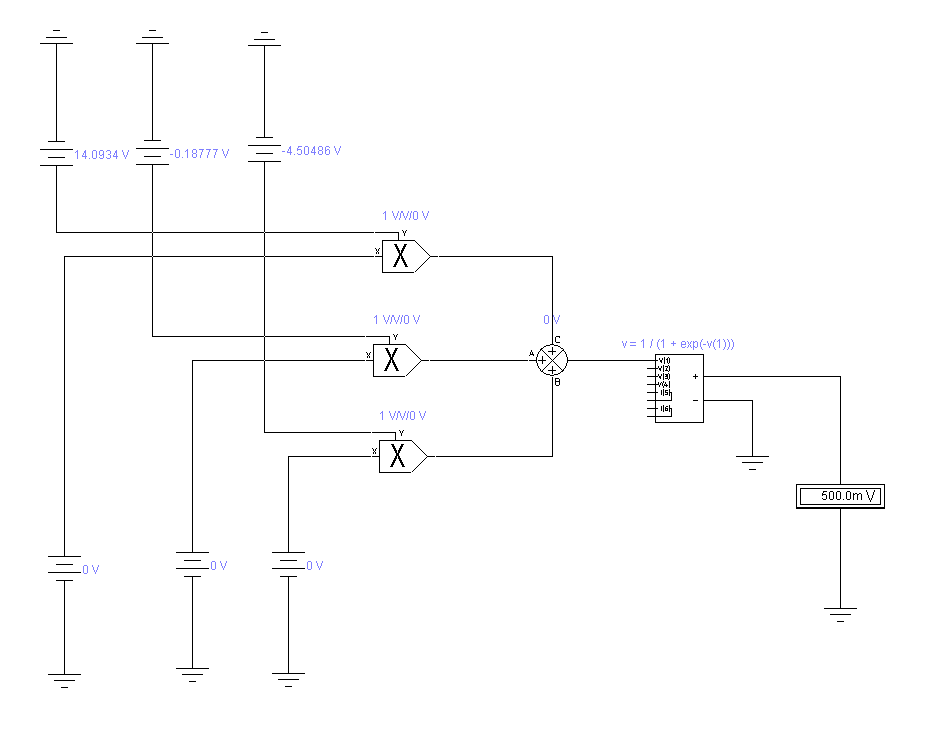 14.0934 V
-0.18777 V
-4.50486 V
1 V/V/0 V
Y
X
X
1 V/V/0 V
Y
X
X
0 V
C
A
B
v = 1 / (1 + exp(-v(1)))
V(1)
V(2)
V(3)
V(4)
I(5)
I(6)
+
−
1 V/V/0 V
Y
X
X
500.0m V
0 V
0 V
0 V